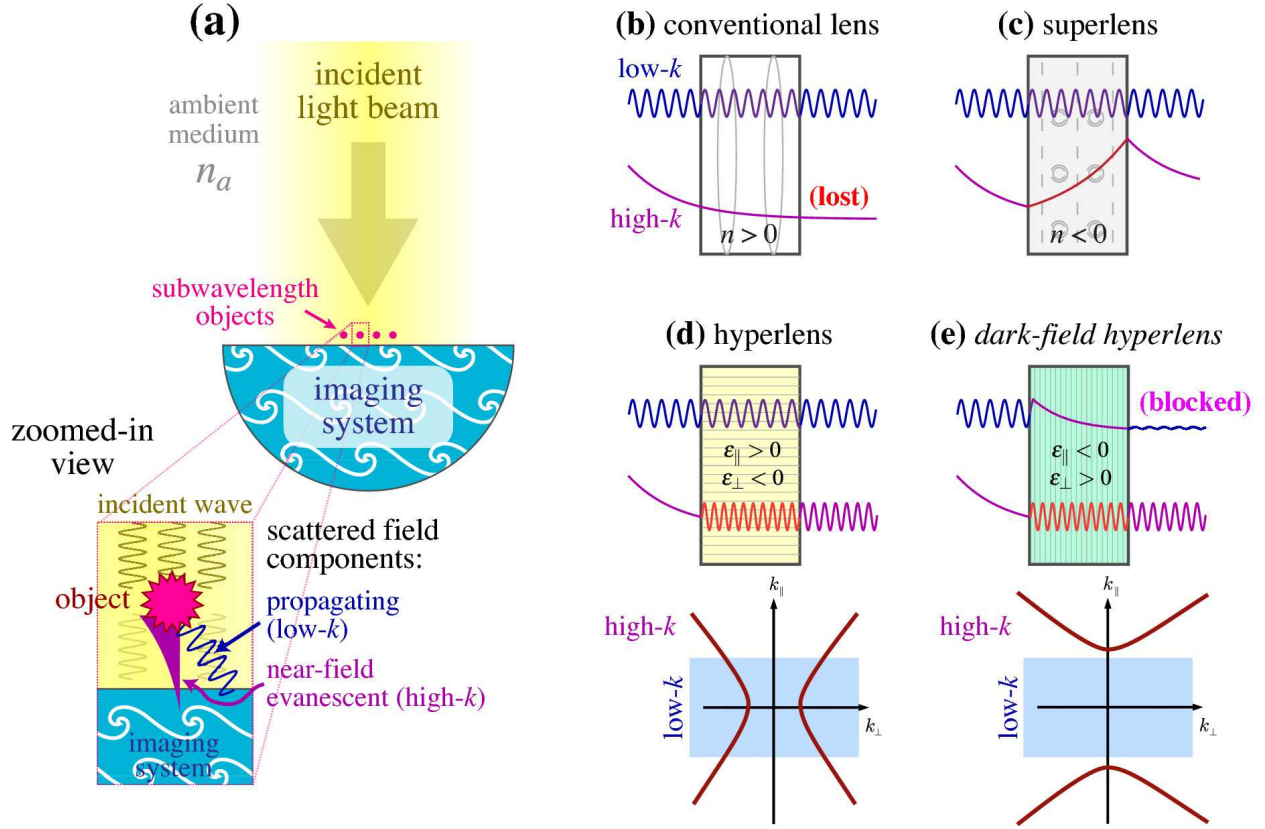 (a)
incident
light beam
ambient
medium
nₐ
subwavelength
objects
imaging
system
zoomed-in
view
incident wave
scattered field
components:
object
propagating
(low-k)
near-field
evanescent (high-k)
imaging
system
(b) conventional lens
low-k
high-k
(lost)
n > 0
(c) superlens
n < 0
(d) hyperlens
ε∥ > 0
ε⊥ < 0
k∥
high-k
low-k
k⊥
(e) dark-field hyperlens
(blocked)
ε∥ < 0
ε⊥ > 0
k∥
high-k
low-k
k⊥